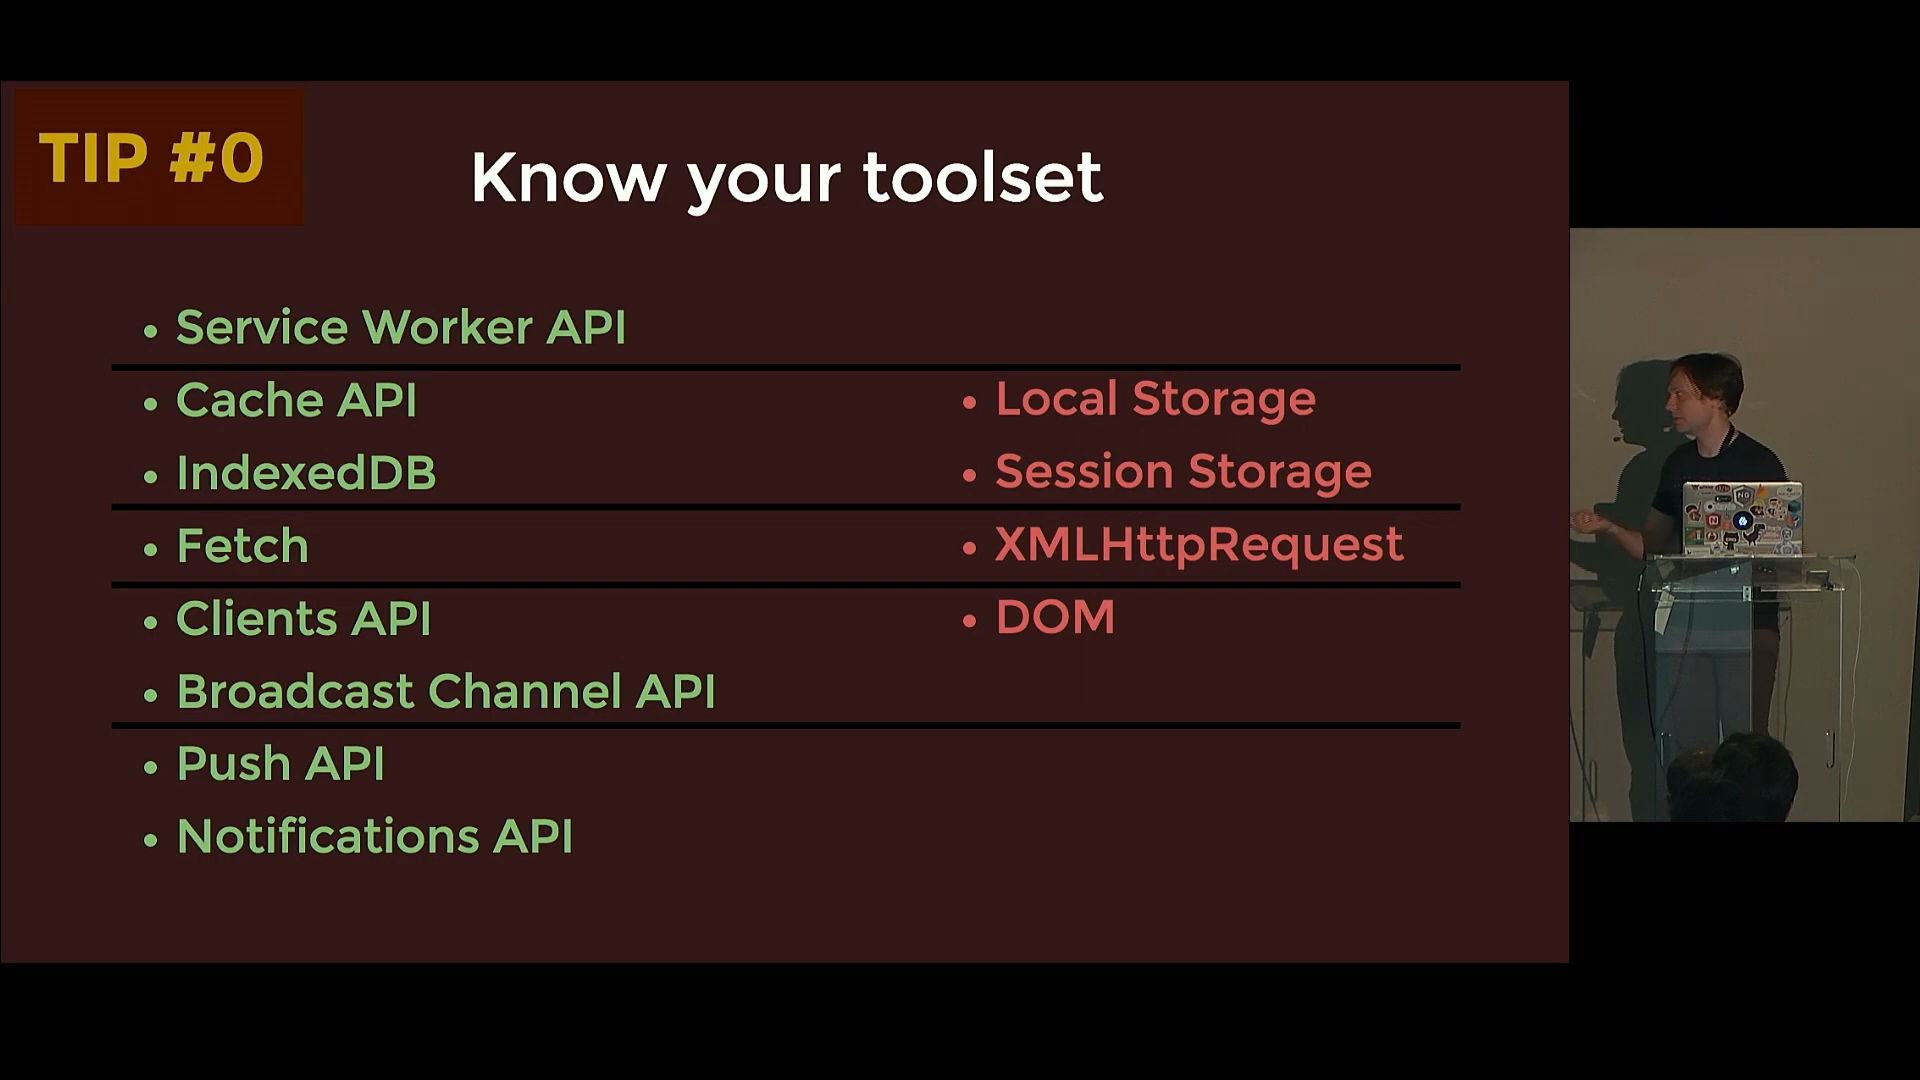 TIP #0
Know your toolset
• Service Worker API
• Cache API
• Local Storage
• IndexedDB
• Session Storage
• Fetch
• XMLHttpRequest
• Clients API
• DOM
• Broadcast Channel API
• Push API
• Notifications API